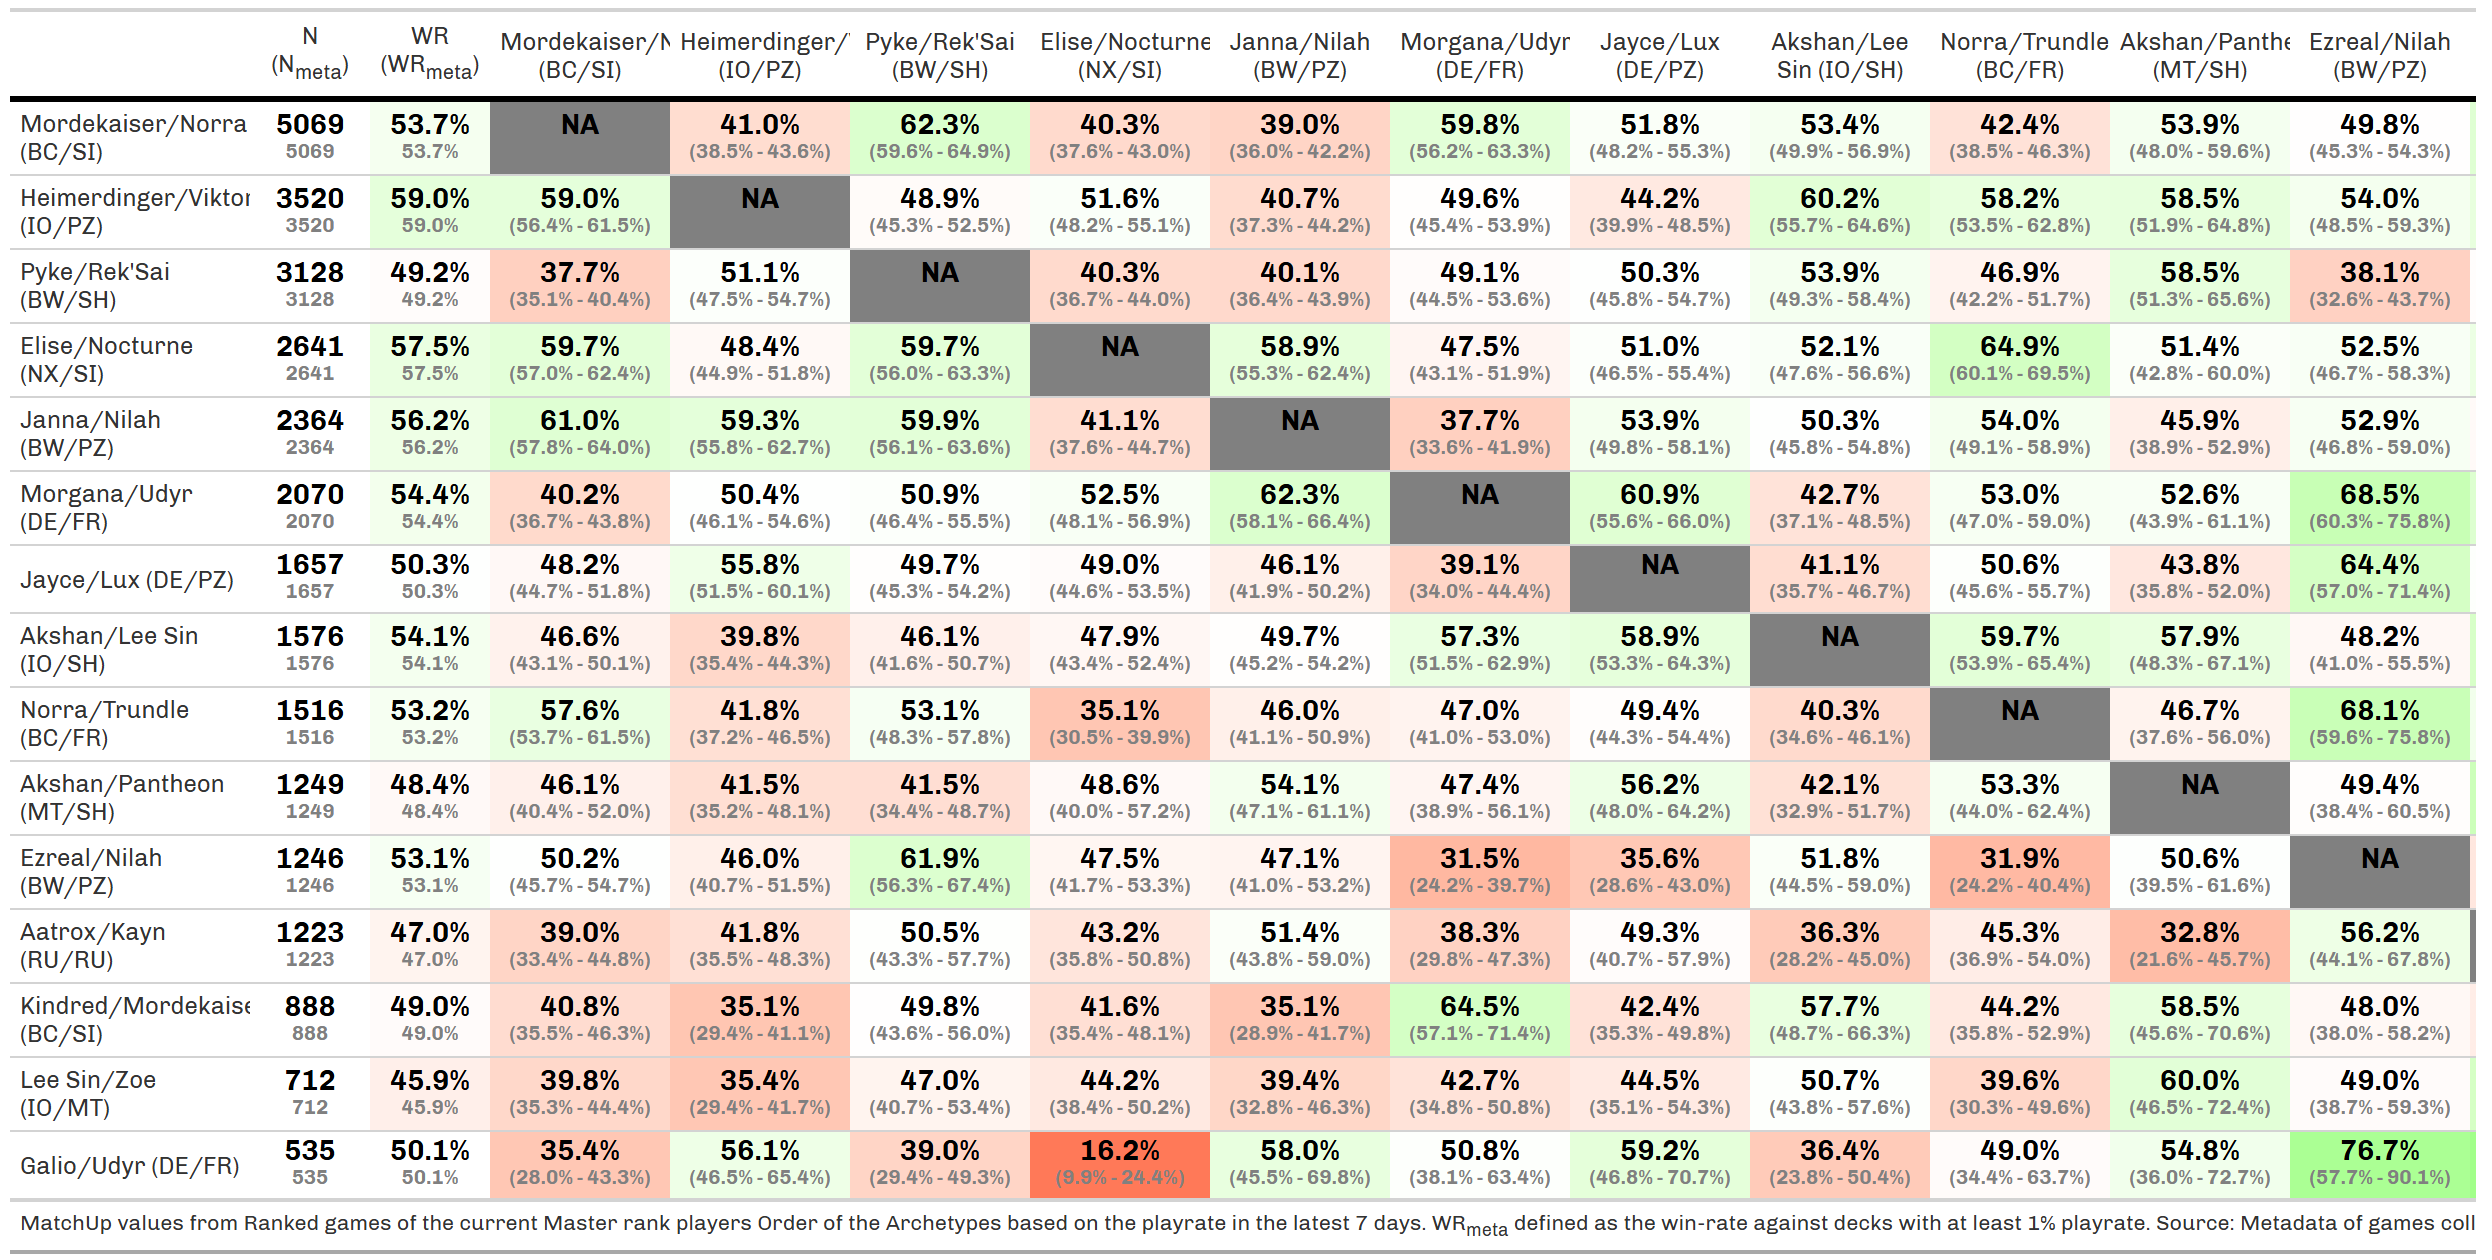 N WR Mordekaiser/N Heimerdinger/ Pyke/Rek'Sai Elise/Nocturne Janna/Nilah Morgana/Udyr Jayce/Lux Akshan/Lee Norra/Trundle Akshan/Panthe Ezreal/Nilah
(Nmeta) (WRmeta) (BC/SI) (IO/PZ) (BW/SH) (NX/SI) (BW/PZ) (DE/FR) (DE/PZ) Sin (IO/SH) (BC/FR) (MT/SH) (BW/PZ)
Mordekaiser/Norra 5069 53.7% NA 41.0% 62.3% 40.3% 39.0% 59.8% 51.8% 53.4% 42.4% 53.9% 49.8%
(BC/SI) 5069 53.7% (38.5% - 43.6%) (59.6% - 64.9%) (37.6% - 43.0%) (36.0% - 42.2%) (56.2% - 63.3%) (48.2% - 55.3%) (49.9% - 56.9%) (38.5% - 46.3%) (48.0% - 59.6%) (45.3% - 54.3%)
Heimerdinger/Viktor 3520 59.0% 59.0% NA 48.9% 51.6% 40.7% 49.6% 44.2% 60.2% 58.2% 58.5% 54.0%
(IO/PZ) 3520 59.0% (56.4% - 61.5%) (45.3% - 52.5%) (48.2% - 55.1%) (37.3% - 44.2%) (45.4% - 53.9%) (39.9% - 48.5%) (55.7% - 64.6%) (53.5% - 62.8%) (51.9% - 64.8%) (48.5% - 59.3%)
Pyke/Rek'Sai 3128 49.2% 37.7% 51.1% NA 40.3% 40.1% 49.1% 50.3% 53.9% 46.9% 58.5% 38.1%
(BW/SH) 3128 49.2% (35.1% - 40.4%) (47.5% - 54.7%) (36.7% - 44.0%) (36.4% - 43.9%) (44.5% - 53.6%) (45.8% - 54.7%) (49.3% - 58.4%) (42.2% - 51.7%) (51.3% - 65.6%) (32.6% - 43.7%)
Elise/Nocturne 2641 57.5% 59.7% 48.4% 59.7% NA 58.9% 47.5% 51.0% 52.1% 64.9% 51.4% 52.5%
(NX/SI) 2641 57.5% (57.0% - 62.4%) (44.9% - 51.8%) (56.0% - 63.3%) (55.3% - 62.4%) (43.1% - 51.9%) (46.5% - 55.4%) (47.6% - 56.6%) (60.1% - 69.5%) (42.8% - 60.0%) (46.7% - 58.3%)
Janna/Nilah 2364 56.2% 61.0% 59.3% 59.9% 41.1% NA 37.7% 53.9% 50.3% 54.0% 45.9% 52.9%
(BW/PZ) 2364 56.2% (57.8% - 64.0%) (55.8% - 62.7%) (56.1% - 63.6%) (37.6% - 44.7%) (33.6% - 41.9%) (49.8% - 58.1%) (45.8% - 54.8%) (49.1% - 58.9%) (38.9% - 52.9%) (46.8% - 59.0%)
Morgana/Udyr 2070 54.4% 40.2% 50.4% 50.9% 52.5% 62.3% NA 60.9% 42.7% 53.0% 52.6% 68.5%
(DE/FR) 2070 54.4% (36.7% - 43.8%) (46.1% - 54.6%) (46.4% - 55.5%) (48.1% - 56.9%) (58.1% - 66.4%) (55.6% - 66.0%) (37.1% - 48.5%) (47.0% - 59.0%) (43.9% - 61.1%) (60.3% - 75.8%)
Jayce/Lux (DE/PZ) 1657 50.3% 48.2% 55.8% 49.7% 49.0% 46.1% 39.1% NA 41.1% 50.6% 43.8% 64.4%
1657 50.3% (44.7% - 51.8%) (51.5% - 60.1%) (45.3% - 54.2%) (44.6% - 53.5%) (41.9% - 50.2%) (34.0% - 44.4%) (35.7% - 46.7%) (45.6% - 55.7%) (35.8% - 52.0%) (57.0% - 71.4%)
Akshan/Lee Sin 1576 54.1% 46.6% 39.8% 46.1% 47.9% 49.7% 57.3% 58.9% NA 59.7% 57.9% 48.2%
(IO/SH) 1576 54.1% (43.1% - 50.1%) (35.4% - 44.3%) (41.6% - 50.7%) (43.4% - 52.4%) (45.2% - 54.2%) (51.5% - 62.9%) (53.3% - 64.3%) (53.9% - 65.4%) (48.3% - 67.1%) (41.0% - 55.5%)
Norra/Trundle 1516 53.2% 57.6% 41.8% 53.1% 35.1% 46.0% 47.0% 49.4% 40.3% NA 46.7% 68.1%
(BC/FR) 1516 53.2% (53.7% - 61.5%) (37.2% - 46.5%) (48.3% - 57.8%) (30.5% - 39.9%) (41.1% - 50.9%) (41.0% - 53.0%) (44.3% - 54.4%) (34.6% - 46.1%) (37.6% - 56.0%) (59.6% - 75.8%)
Akshan/Pantheon 1249 48.4% 46.1% 41.5% 41.5% 48.6% 54.1% 47.4% 56.2% 42.1% 53.3% NA 49.4%
(MT/SH) 1249 48.4% (40.4% - 52.0%) (35.2% - 48.1%) (34.4% - 48.7%) (40.0% - 57.2%) (47.1% - 61.1%) (38.9% - 56.1%) (48.0% - 64.2%) (32.9% - 51.7%) (44.0% - 62.4%) (38.4% - 60.5%)
Ezreal/Nilah 1246 53.1% 50.2% 46.0% 61.9% 47.5% 47.1% 31.5% 35.6% 51.8% 31.9% 50.6% NA
(BW/PZ) 1246 53.1% (45.7% - 54.7%) (40.7% - 51.5%) (56.3% - 67.4%) (41.7% - 53.3%) (41.0% - 53.2%) (24.2% - 39.7%) (28.6% - 43.0%) (44.5% - 59.0%) (24.2% - 40.4%) (39.5% - 61.6%)
Aatrox/Kayn 1223 47.0% 39.0% 41.8% 50.5% 43.2% 51.4% 38.3% 49.3% 36.3% 45.3% 32.8% 56.2%
(RU/RU) 1223 47.0% (33.4% - 44.8%) (35.5% - 48.3%) (43.3% - 57.7%) (35.8% - 50.8%) (43.8% - 59.0%) (29.8% - 47.3%) (40.7% - 57.9%) (28.2% - 45.0%) (36.9% - 54.0%) (21.6% - 45.7%) (44.1% - 67.8%)
Kindred/Mordekaise 888 49.0% 40.8% 35.1% 49.8% 41.6% 35.1% 64.5% 42.4% 57.7% 44.2% 58.5% 48.0%
(BC/SI) 888 49.0% (35.5% - 46.3%) (29.4% - 41.1%) (43.6% - 56.0%) (35.4% - 48.1%) (28.9% - 41.7%) (57.1% - 71.4%) (35.3% - 49.8%) (48.7% - 66.3%) (35.8% - 52.9%) (45.6% - 70.6%) (38.0% - 58.2%)
Lee Sin/Zoe 712 45.9% 39.8% 35.4% 47.0% 44.2% 39.4% 42.7% 44.5% 50.7% 39.6% 60.0% 49.0%
(IO/MT) 712 45.9% (35.3% - 44.4%) (29.4% - 41.7%) (40.7% - 53.4%) (38.4% - 50.2%) (32.8% - 46.3%) (34.8% - 50.8%) (35.1% - 54.3%) (43.8% - 57.6%) (30.3% - 49.6%) (46.5% - 72.4%) (38.7% - 59.3%)
Galio/Udyr (DE/FR) 535 50.1% 35.4% 56.1% 39.0% 16.2% 58.0% 50.8% 59.2% 36.4% 49.0% 54.8% 76.7%
535 50.1% (28.0% - 43.3%) (46.5% - 65.4%) (29.4% - 49.3%) (9.9% - 24.4%) (45.5% - 69.8%) (38.1% - 63.4%) (46.8% - 70.7%) (23.8% - 50.4%) (34.4% - 63.7%) (36.0% - 72.7%) (57.7% - 90.1%)
MatchUp values from Ranked games of the current Master rank players Order of the Archetypes based on the playrate in the latest 7 days. WRmeta defined as the win-rate against decks with at least 1% playrate. Source: Metadata of games coll